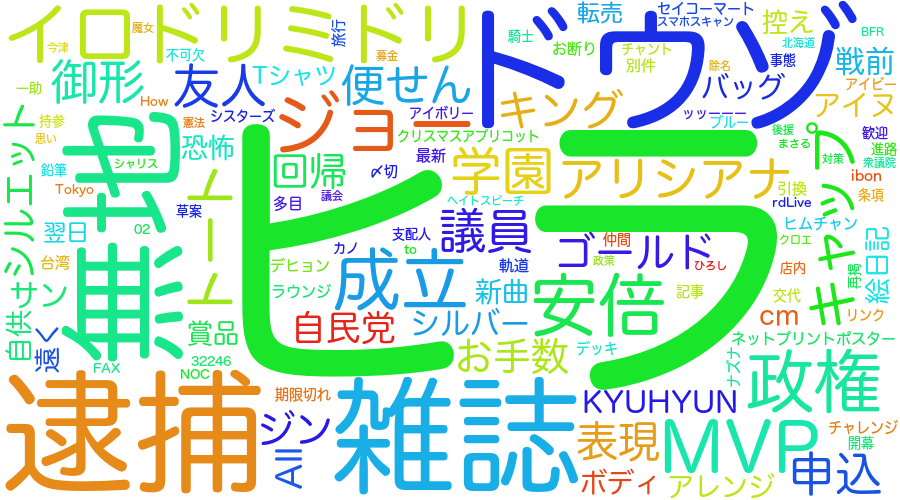 イロドリミドリ
今津
魔女
旅行
不可欠
募金
御形
友人
Tシャツ
便せん
ドウゾ
騎士
お断り
転売
セイコーマート
スマホスキャン
チャント
別件
控え
除名
北海道
事態
BFR
戦前
アイビー
一助
How
憲法
シスターズ
ジョー
アイボリー
キング
バッグ
ッッーーー
ブルー
アイヌ
持参
思い
無地
恐怖
クリスマスアプリコット
後援
まさる
歓迎
進路
衆議院
鉛筆
シャリス
回帰
〆切
最新
学園
アリシアナ
ペッ
対策
ibon
Tokyo
草案
ムーム
多目
議会
ヒラ
ヘイトスピーチ
引換
条項
rdLive
シルエット
翌日
02
支配人
to
議員
仲間
ゴールド
ヒムチャン
クロエ
キャ
絵日記
台湾
カノ
デヒョン
軌道
政策
ひろし
店内
再掲
サン
ラウンジ
成立
新曲
安倍
記事
交代
リンク
自供
遠く
賞品
自民党
シルバー
お手数
デッキ
cm
ネットプリントポスター
FAX
32246
NOC
ナズナ
政権
逮捕
期限切れ
ジン
All
雑誌
KYUHYUN
表現
MVP
チャレンジ
開幕
ボディ
アレンジ
申込